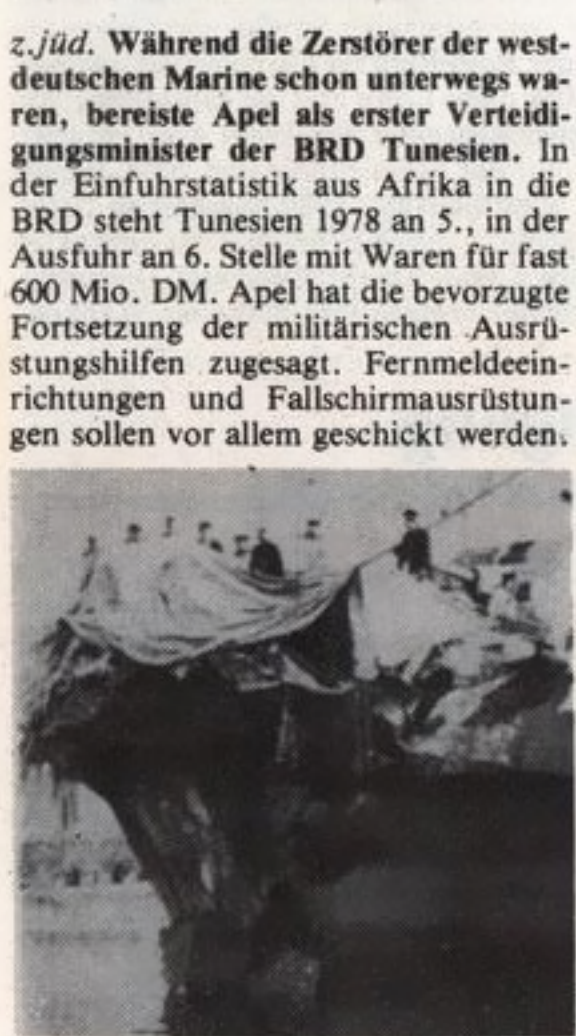 z.jüd. Während die Zerstörer der west-
deutschen Marine schon unterwegs wa-
ren, bereiste Apel als erster Verteidi-
gungsminister der BRD Tunesien. In
der Einfuhrstatistik aus Afrika in die
BRD steht Tunesien 1978 an 5., in der
Ausfuhr an 6. Stelle mit Waren für fast
600 Mio. DM. Apel hat die bevorzugte
Fortsetzung der militärischen Ausrü-
stungshilfen zugesagt. Fernmeldeein-
richtungen und Fallschirmausrüstun-
gen sollen vor allem geschickt werden.